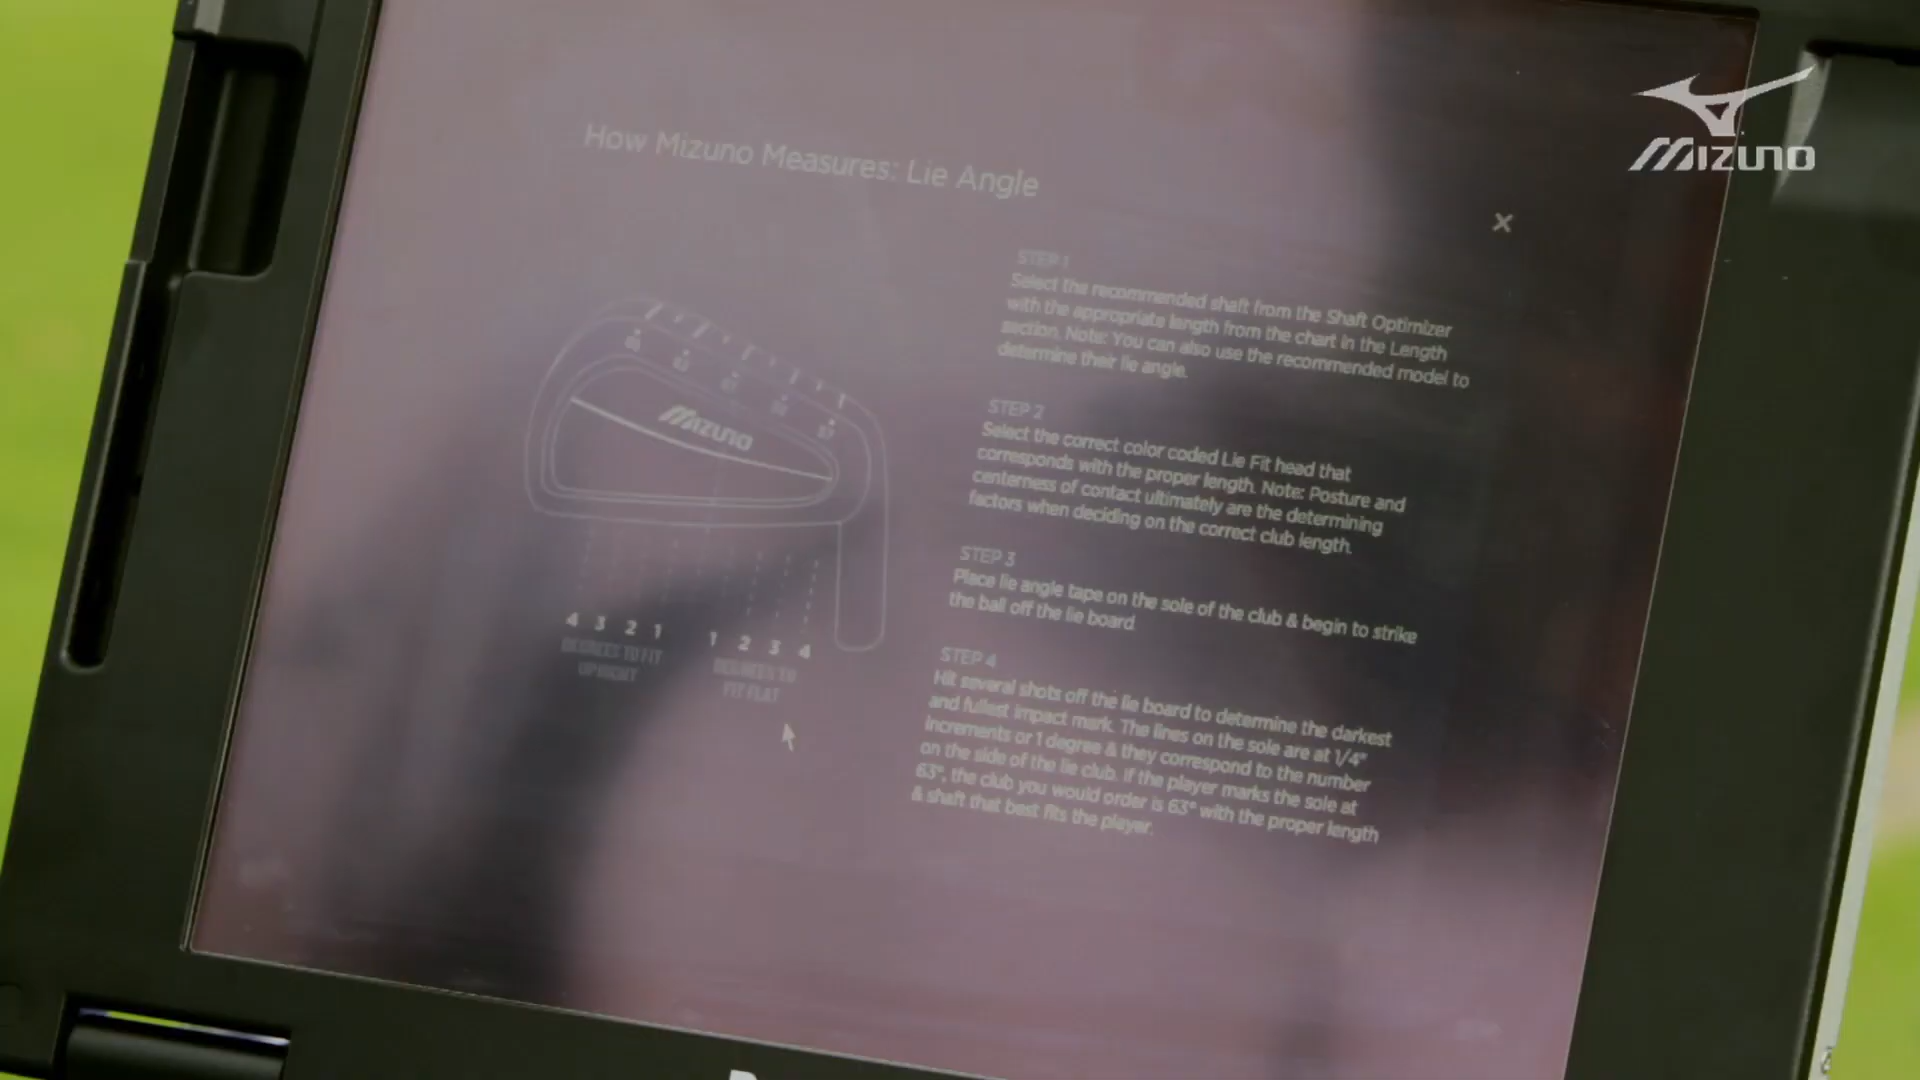 MIZUNO
How Mizuno Measures: Lie Angle
×
STEP 1
Select the recommended shaft from the Shaft Optimizer
with the appropriate length from the chart in the Length
section. Note: You can also use the recommended model to
determine their lie angle.
STEP 2
Select the correct color coded Lie Fit head that
corresponds with the proper length. Note: Posture and
centerness of contact ultimately are the determining
factors when deciding on the correct club length.
STEP 3
Place lie angle tape on the sole of the club & begin to strike
the ball off the lie board.
STEP 4
Hit several shots off the lie board to determine the darkest
and fullest impact mark. The lines on the sole are at 1/4"
increments or 1 degree & they correspond to the number
on the side of the lie club. If the player marks the sole at
63°, the club you would order is 63° with the proper length
& shaft that best fits the player.
MIZUNO
4 3 2 1 1 2 3 4
DEGREES TO FIT
UPRIGHT
DEGREES TO
FIT FLAT